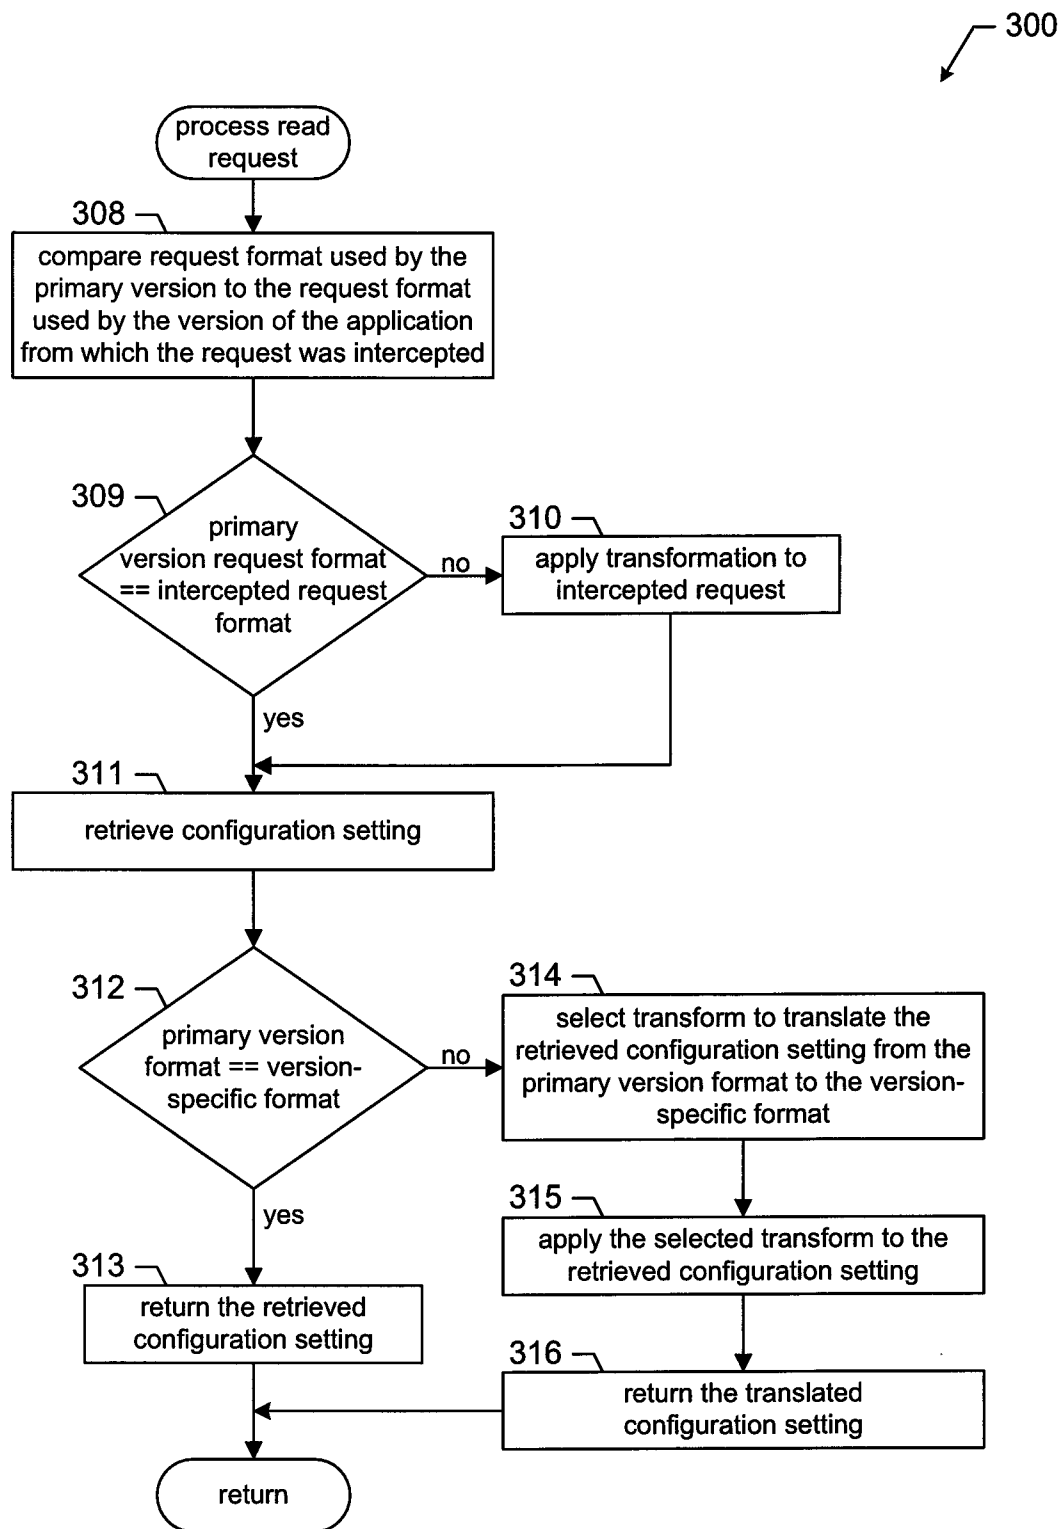 300
process read
request
308
compare request format used by the
primary version to the request format
used by the version of the application
from which the request was intercepted
309
primary
version request format
== intercepted request
format
no
310
apply transformation to
intercepted request
yes
311
retrieve configuration setting
312
primary version
format == version-
specific format
no
314
select transform to translate the
retrieved configuration setting from the
primary version format to the version-
specific format
yes
315
apply the selected transform to the
retrieved configuration setting
313
return the retrieved
configuration setting
316
return the translated
configuration setting
return